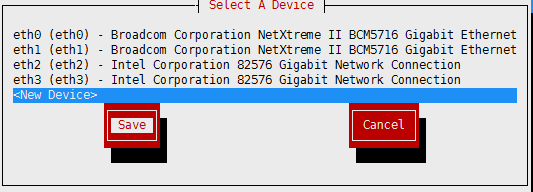 Select A Device
eth0 (eth0) - Broadcom Corporation NetXtreme II BCM5716 Gigabit Ethernet
eth1 (eth1) - Broadcom Corporation NetXtreme II BCM5716 Gigabit Ethernet
eth2 (eth2) - Intel Corporation 82576 Gigabit Network Connection
eth3 (eth3) - Intel Corporation 82576 Gigabit Network Connection
<New Device>
Save Cancel